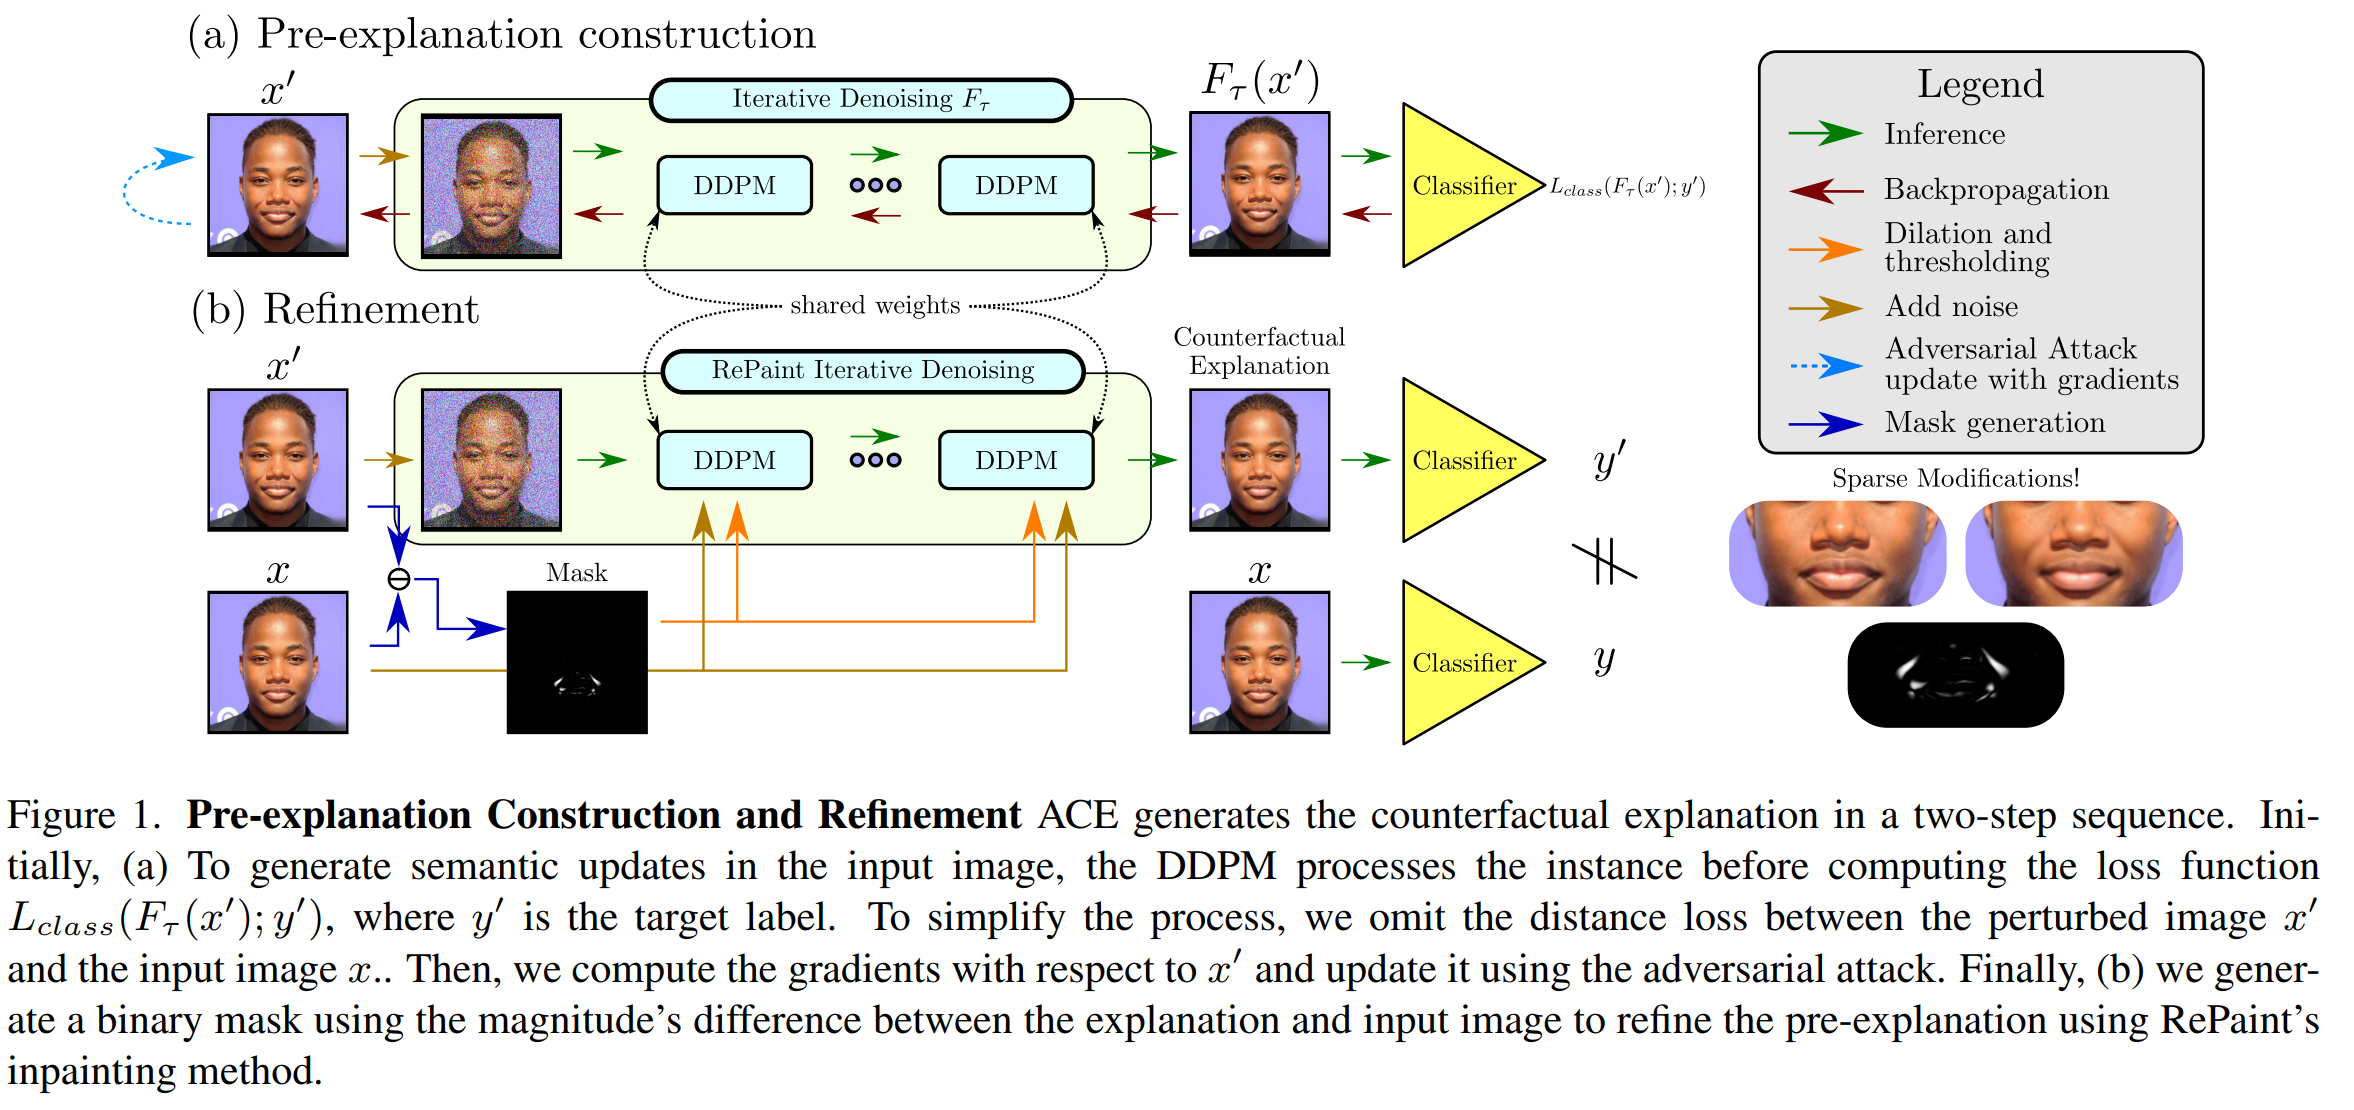 (a) Pre-explanation construction
x′
Iterative Denoising Fτ
Fτ(x′)
DDPM
DDPM
Classifier
Lclass(Fτ(x′); y′)
shared weights
(b) Refinement
x′
RePaint Iterative Denoising
Counterfactual
Explanation
DDPM
DDPM
Classifier
y′
x
Mask
x
Classifier
y
Legend
Inference
Backpropagation
Dilation and
thresholding
Add noise
Adversarial Attack
update with gradients
Mask generation
Sparse Modifications!
Figure 1. Pre-explanation Construction and Refinement ACE generates the counterfactual explanation in a two-step sequence. Ini-
tially, (a) To generate semantic updates in the input image, the DDPM processes the instance before computing the loss function
Lclass(Fτ(x′); y′), where y′ is the target label. To simplify the process, we omit the distance loss between the perturbed image x′
and the input image x.. Then, we compute the gradients with respect to x′ and update it using the adversarial attack. Finally, (b) we gener-
ate a binary mask using the magnitude's difference between the explanation and input image to refine the pre-explanation using RePaint's
inpainting method.